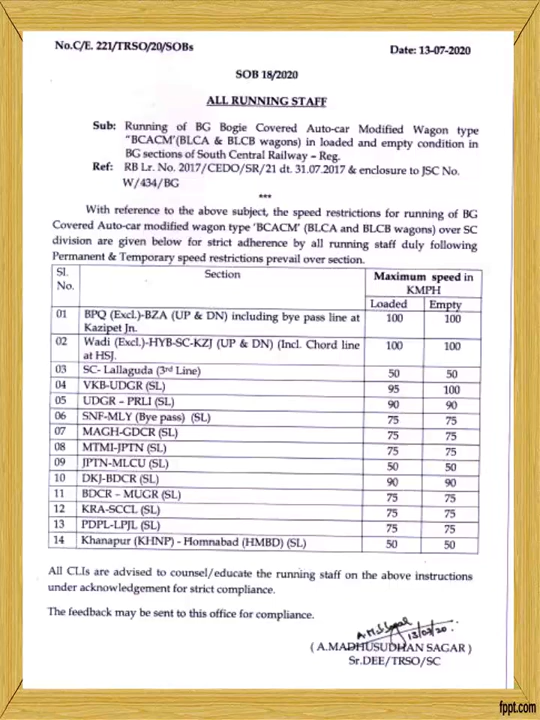 No.C/E. 221/TRSO/20/SOBs Date: 13-07-2020
SOB 18/2020
ALL RUNNING STAFF
Sub: Running of BG Bogie Covered Auto-car Modified Wagon type
"BCACM'(BLCA & BLCB wagons) in loaded and empty condition in
BG sections of South Central Railway – Reg.
Ref: RB Lr. No. 2017/CEDO/SR/21 dt. 31.07.2017 & enclosure to JSC No.
W/434/BG
***
With reference to the above subject, the speed restrictions for running of BG
Covered Auto-car modified wagon type 'BCACM' (BLCA and BLCB wagons) over SC
division are given below for strict adherence by all running staff duly following
Permanent & Temporary speed restrictions prevail over section.
Sl. No. Section Maximum speed in KMPH
Loaded Empty
01 BPQ (Excl.)-BZA (UP & DN) including bye pass line at 100 100
Kazipet Jn.
02 Wadi (Excl.)-HYB-SC-KZJ (UP & DN) (Incl. Chord line 100 100
at HSJ.
03 SC- Lallaguda (3rd Line) 50 50
04 VKB-UDGR (SL) 95 100
05 UDGR – PRLI (SL) 90 90
06 SNF-MLY (Bye pass) (SL) 75 75
07 MAGH-GDCR (SL) 75 75
08 MTMI-JPTN (SL) 75 75
09 JPTN-MLCU (SL) 50 50
10 DKJ-BDCR (SL) 90 90
11 BDCR – MUGR (SL) 75 75
12 KRA-SCCL (SL) 75 75
13 PDPL-LPJL (SL) 75 75
14 Khanapur (KHNP) - Homnabad (HMBD) (SL) 50 50
All CLIs are advised to counsel/educate the running staff on the above instructions
under acknowledgement for strict compliance.
The feedback may be sent to this office for compliance.
13/07/20.
( A.MADHUSUDHAN SAGAR )
Sr.DEE/TRSO/SC
fppt.com